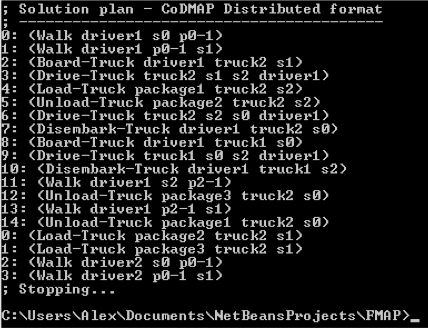 ; Solution plan - CoDMAP Distributed format
; -----------------------------------------
0: (Walk driver1 s0 p0-1)
1: (Walk driver1 p0-1 s1)
2: (Board-Truck driver1 truck2 s1)
3: (Drive-Truck truck2 s1 s2 driver1)
4: (Load-Truck package1 truck2 s2)
5: (Unload-Truck package2 truck2 s2)
6: (Drive-Truck truck2 s2 s0 driver1)
7: (Disembark-Truck driver1 truck2 s0)
8: (Board-Truck driver1 truck1 s0)
9: (Drive-Truck truck1 s0 s2 driver1)
10: (Disembark-Truck driver1 truck1 s2)
11: (Walk driver1 s2 p2-1)
12: (Unload-Truck package3 truck2 s0)
13: (Walk driver1 p2-1 s1)
14: (Unload-Truck package1 truck2 s0)
0: (Load-Truck package2 truck2 s1)
1: (Load-Truck package3 truck2 s1)
2: (Walk driver2 s0 p0-1)
3: (Walk driver2 p0-1 s1)
; Stopping...
C:\Users\Alex\Documents\NetBeansProjects\FMAP>_